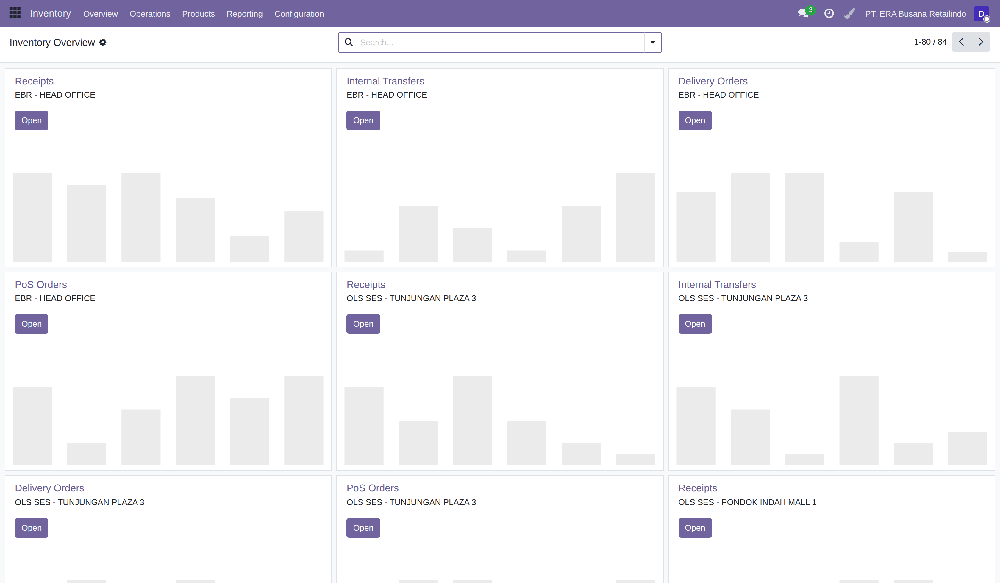 Inventory Overview Operations Products Reporting Configuration 3 PT. ERA Busana Retailindo D
Inventory Overview Search... 1-80 / 84
Receipts
EBR - HEAD OFFICE
Open
Internal Transfers
EBR - HEAD OFFICE
Open
Delivery Orders
EBR - HEAD OFFICE
Open
PoS Orders
EBR - HEAD OFFICE
Open
Receipts
OLS SES - TUNJUNGAN PLAZA 3
Open
Internal Transfers
OLS SES - TUNJUNGAN PLAZA 3
Open
Delivery Orders
OLS SES - TUNJUNGAN PLAZA 3
Open
PoS Orders
OLS SES - TUNJUNGAN PLAZA 3
Open
Receipts
OLS SES - PONDOK INDAH MALL 1
Open